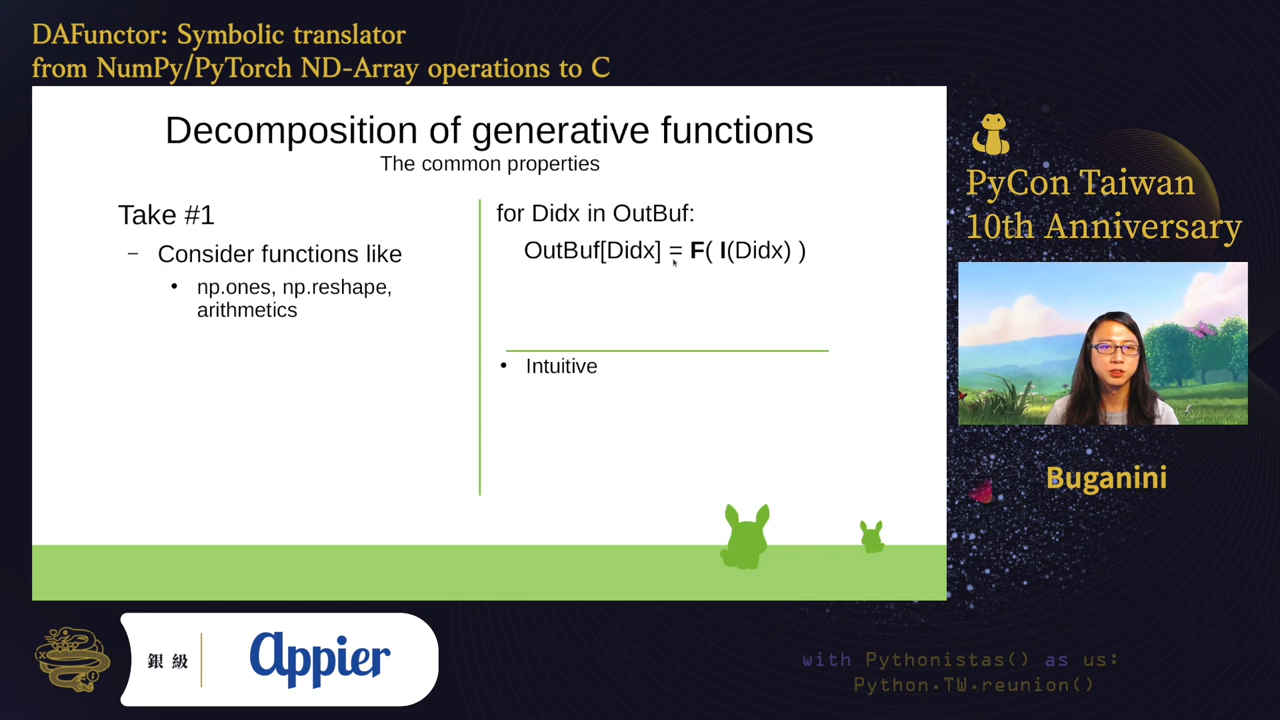 DAFunctor: Symbolic translator
from NumPy/PyTorch ND-Array operations to C
Decomposition of generative functions
The common properties
Take #1
– Consider functions like
• np.ones, np.reshape,
arithmetics
for Didx in OutBuf:
OutBuf[Didx] = F( I(Didx) )
• Intuitive
PyCon Taiwan
10th Anniversary
Buganini
銀級
Appier
with Pythonistas() as us:
Python.TW.reunion()